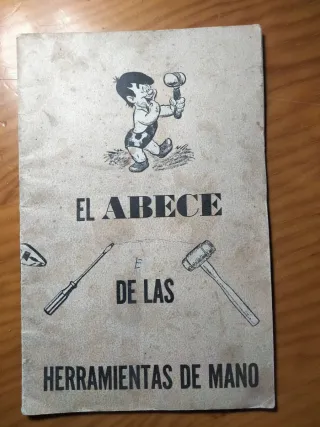 EL ABECE
E
DE LAS
HERRAMIENTAS DE MANO